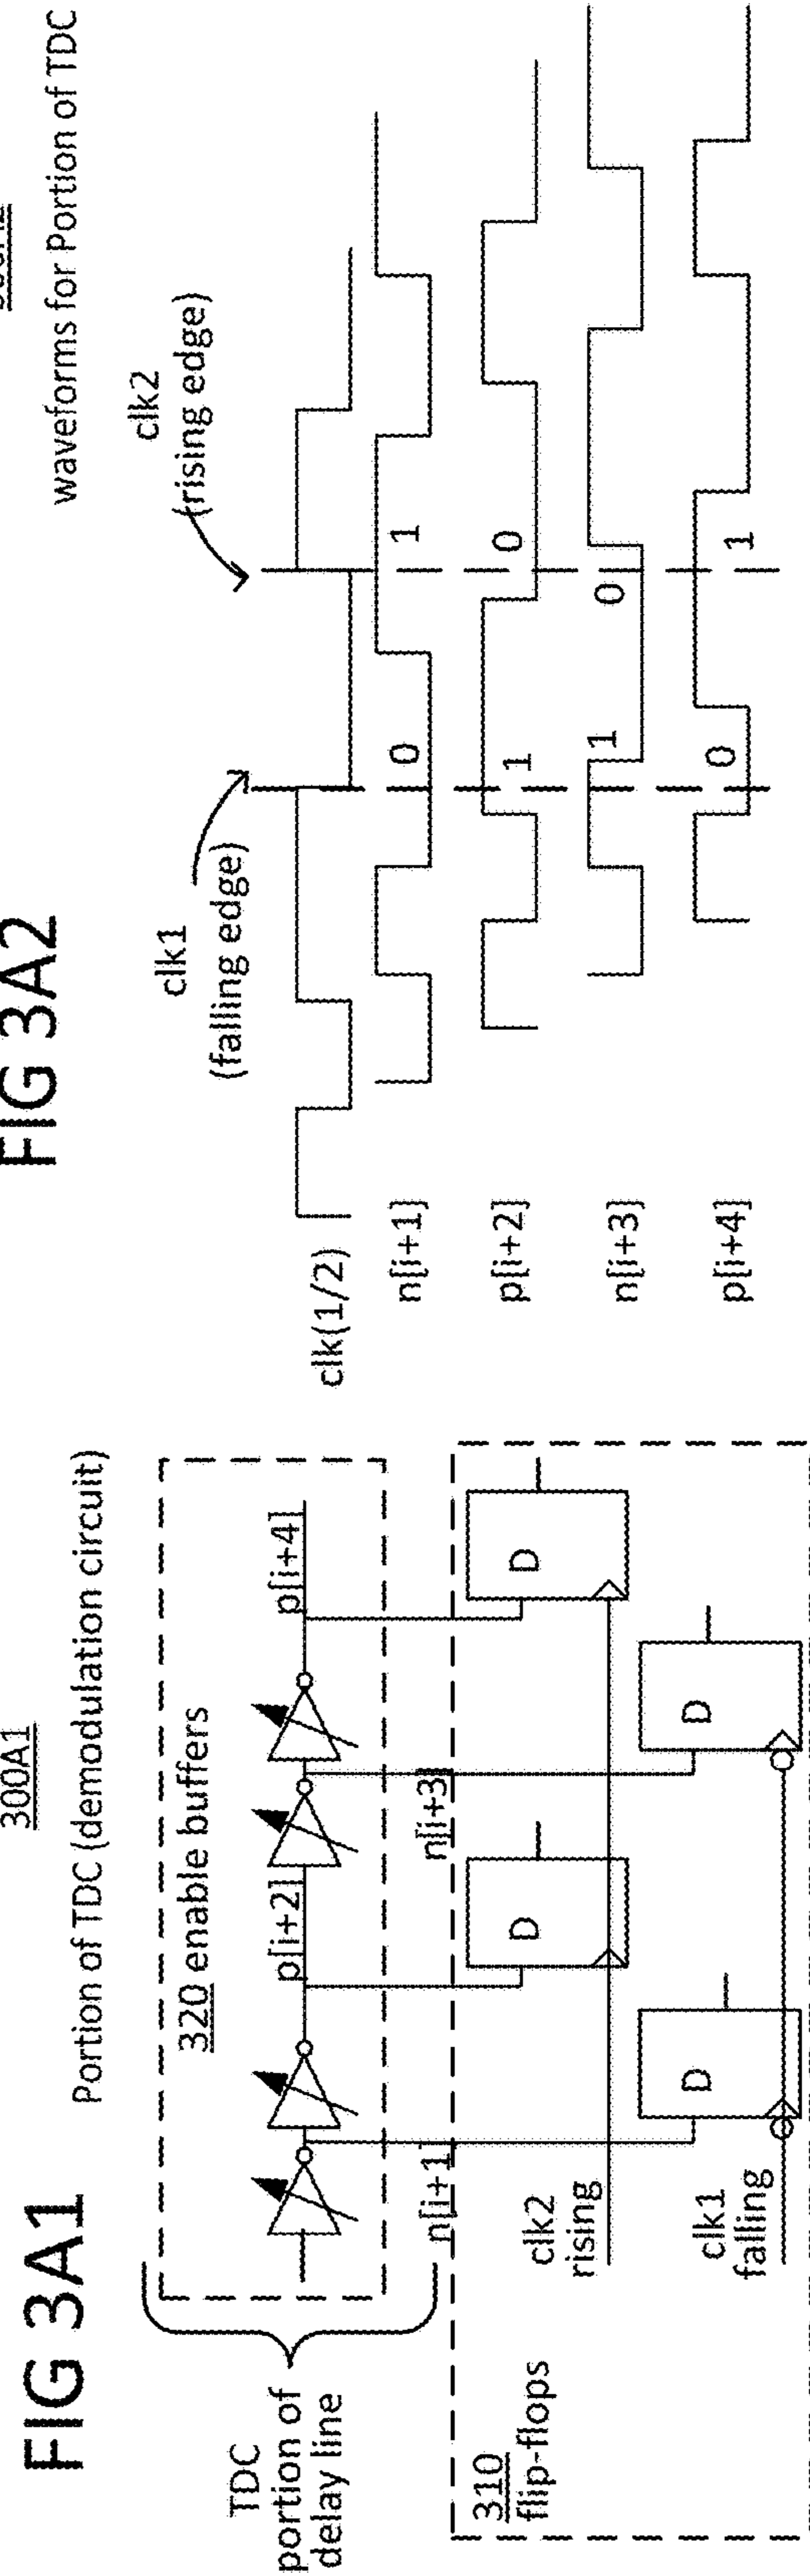 FIG 3A1
300A1
Portion of TDC (demodulation circuit)
TDC
portion of
delay line
320 enable buffers
n[i+1]
p[i+2]
n[i+3]
p[i+4]
310
flip-flops
clk2
rising
clk1
falling
D
D
D
D
FIG 3A2
waveforms for Portion of TDC
clk1
(falling edge)
clk2
(rising edge)
clk(1/2)
n[i+1]
0
1
p[i+2]
1
0
n[i+3]
1
0
p[i+4]
0
1